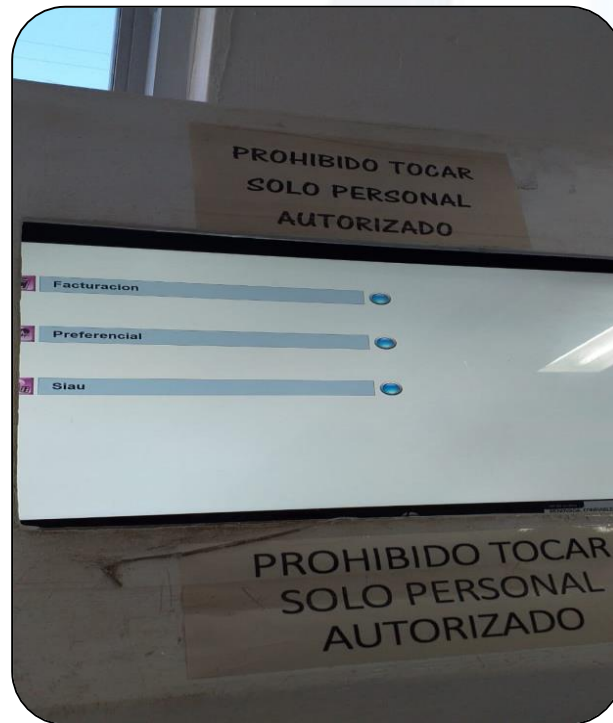 PROHIBIDO TOCAR
SOLO PERSONAL
AUTORIZADO
Facturacion
Preferencial
Siau
PROHIBIDO TOCAR
SOLO PERSONAL
AUTORIZADO